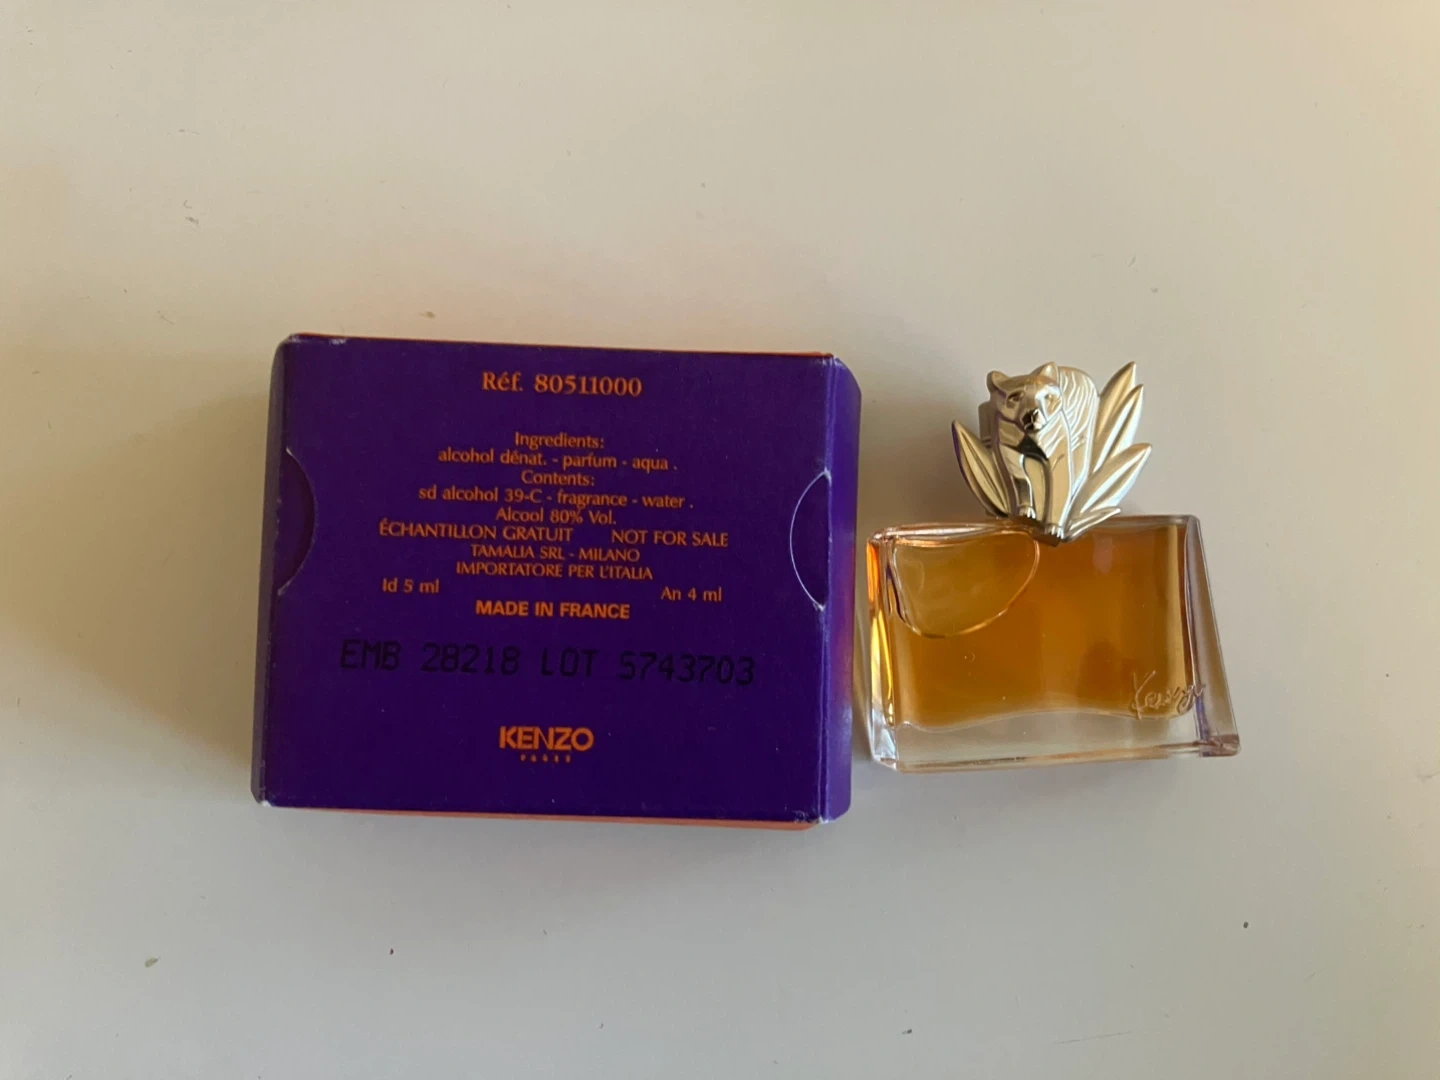 Réf. 80511000
Ingredients:
alcohol dénat. - parfum - aqua .
Contents:
sd alcohol 39-C - fragrance - water .
Alcool 80% Vol.
ÉCHANTILLON GRATUIT NOT FOR SALE
TAMALIA SRL - MILANO
IMPORTATORE PER L'ITALIA
Id 5 ml An 4 ml
MADE IN FRANCE
EMB 28218 LOT 5743703
KENZO
PARIS
Kenzo